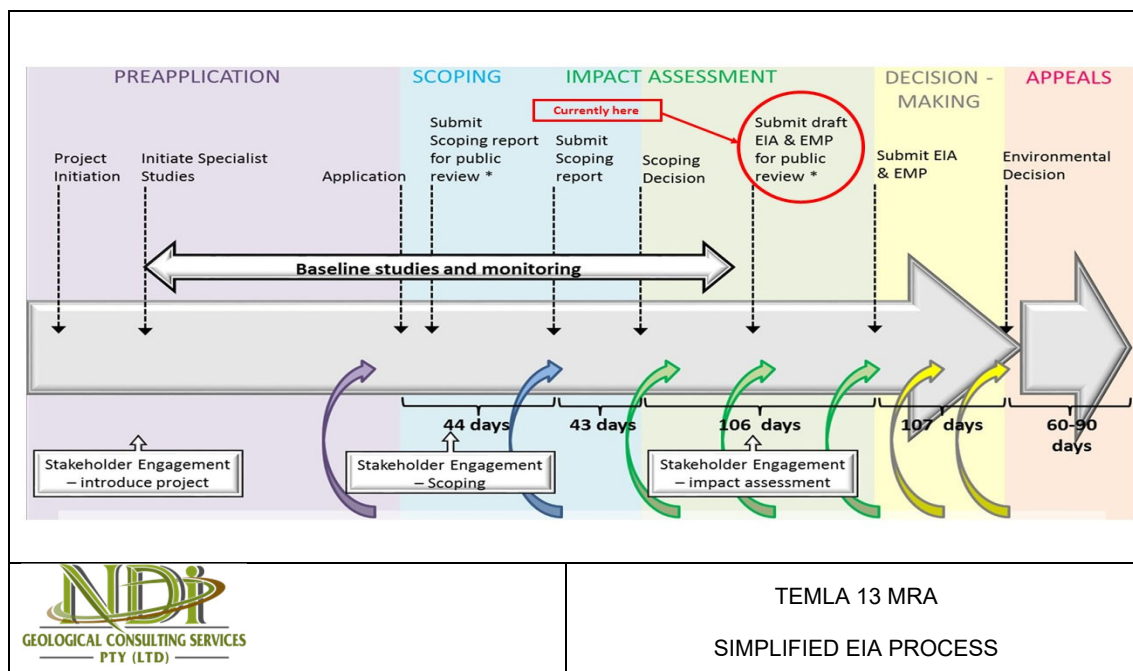 PREAPPLICATION
SCOPING
IMPACT ASSESSMENT
DECISION -
MAKING
APPEALS
Currently here
Project
Initiation
Initiate Specialist
Studies
Application
Submit
Scoping report
for public
review *
Submit
Scoping
report
Scoping
Decision
Submit draft
EIA & EMP
for public
review *
Submit EIA
& EMP
Environmental
Decision
Baseline studies and monitoring
44 days
43 days
106 days
107 days
60-90
days
Stakeholder Engagement
– introduce project
Stakeholder Engagement
– Scoping
Stakeholder Engagement
– impact assessment
NDi
GEOLOGICAL CONSULTING SERVICES
PTY (LTD)
TEMLA 13 MRA
SIMPLIFIED EIA PROCESS